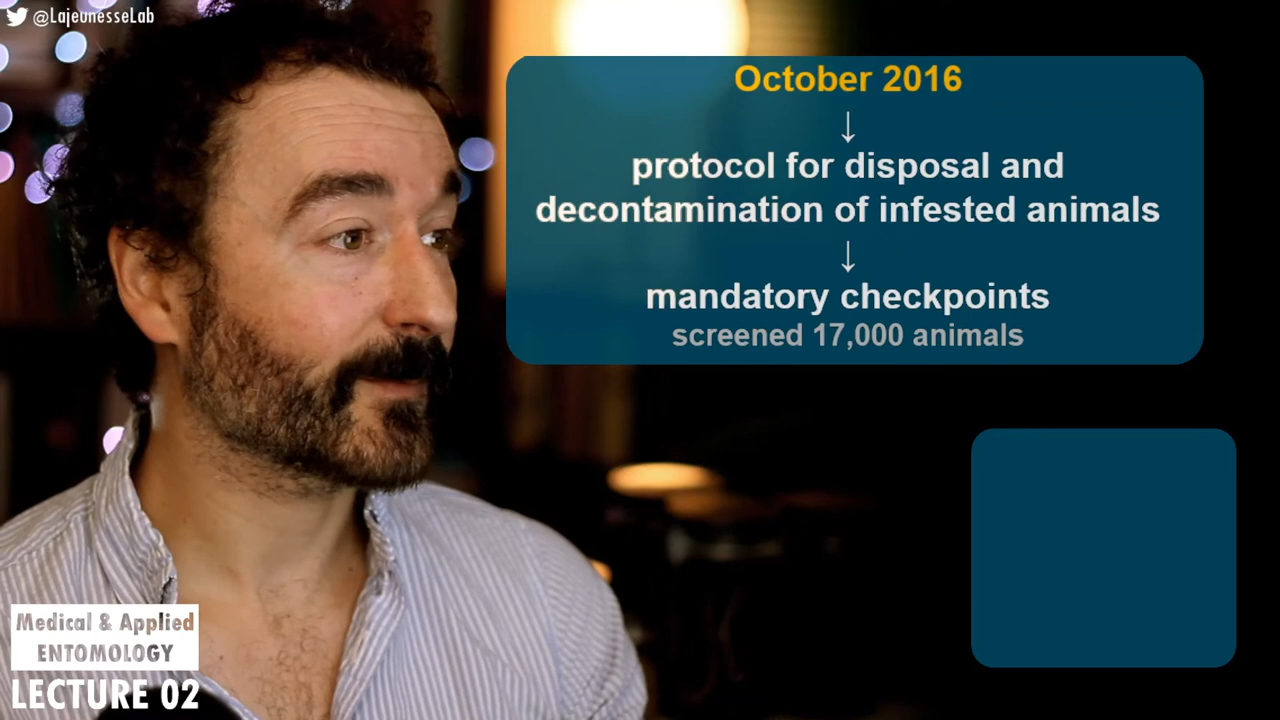 @LajeunesseLab
October 2016
↓
protocol for disposal and
decontamination of infested animals
↓
mandatory checkpoints
screened 17,000 animals
Medical & Applied
ENTOMOLOGY
LECTURE 02